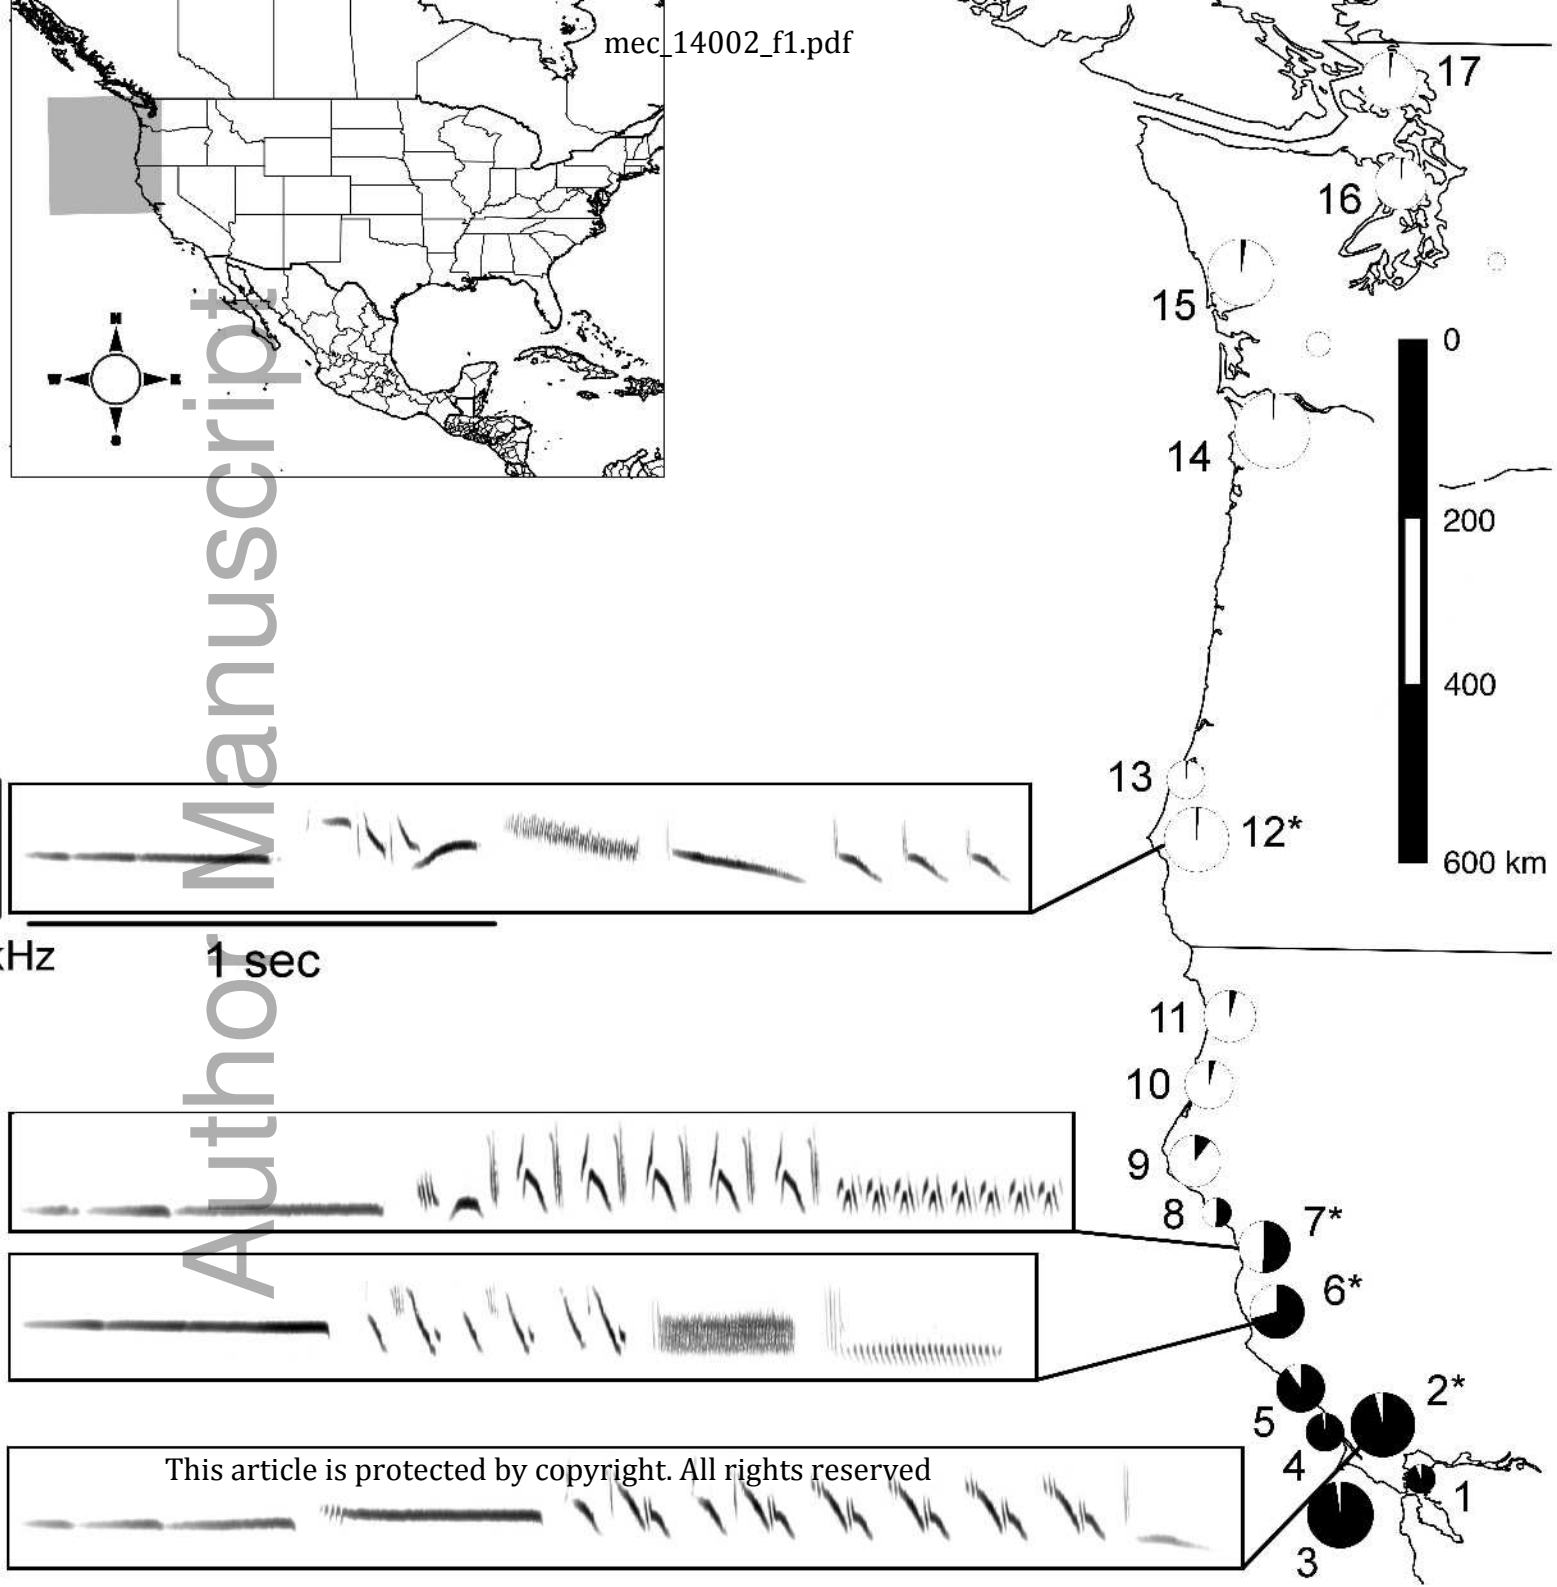 mec_14002_f1.pdf
17
16
15
14
N
W
E
S
0
200
400
600 km
13
12*
kHz
1 sec
11
10
9
8
7*
6*
5
4
3
2*
1
Author Manuscript
This article is protected by copyright. All rights reserved